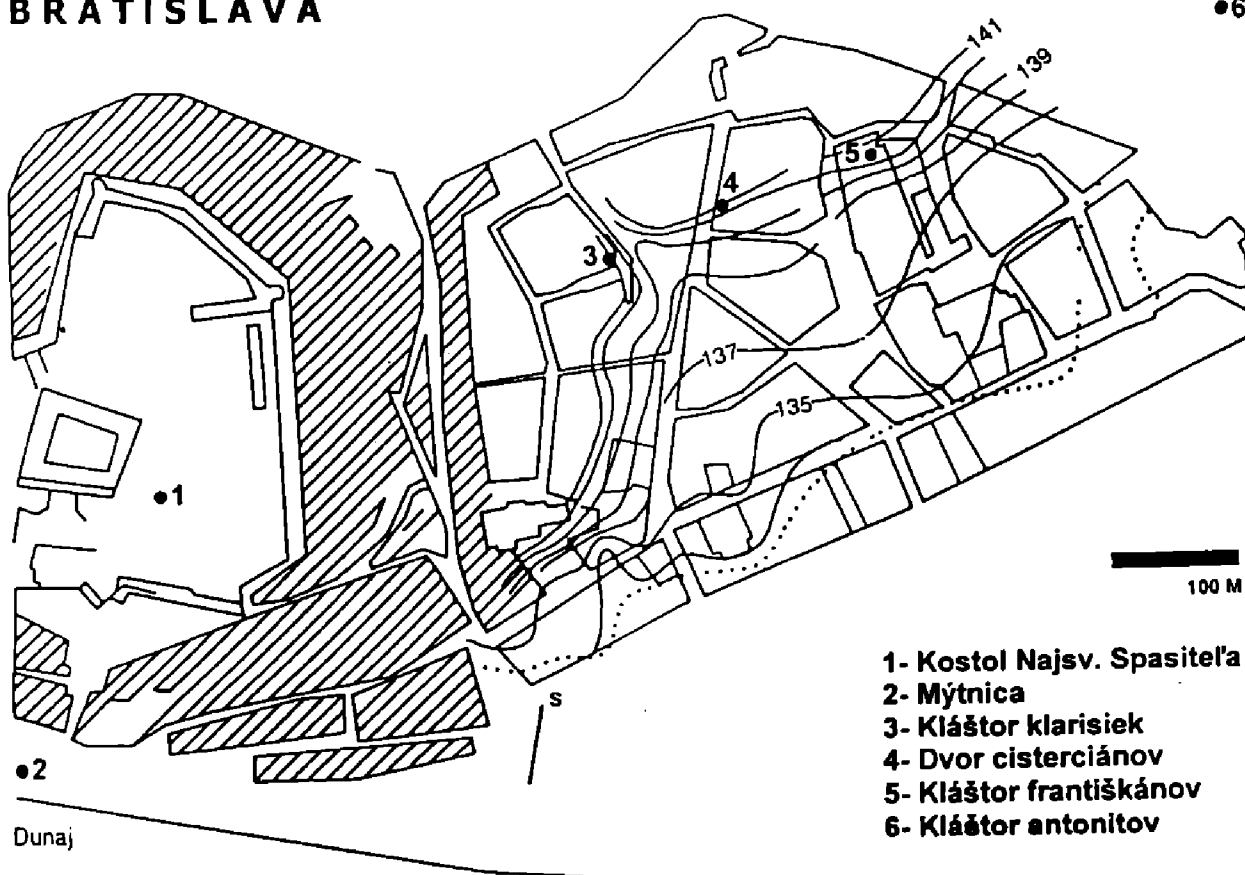 BRATISLAVA
6
141
139
5
4
3
137
135
1
100 M
S
2
Dunaj
1- Kostol Najsv. Spasiteľa
2- Mýtnica
3- Kláštor klarisiek
4- Dvor cisterciánov
5- Kláštor františkánov
6- Kláštor antonitov